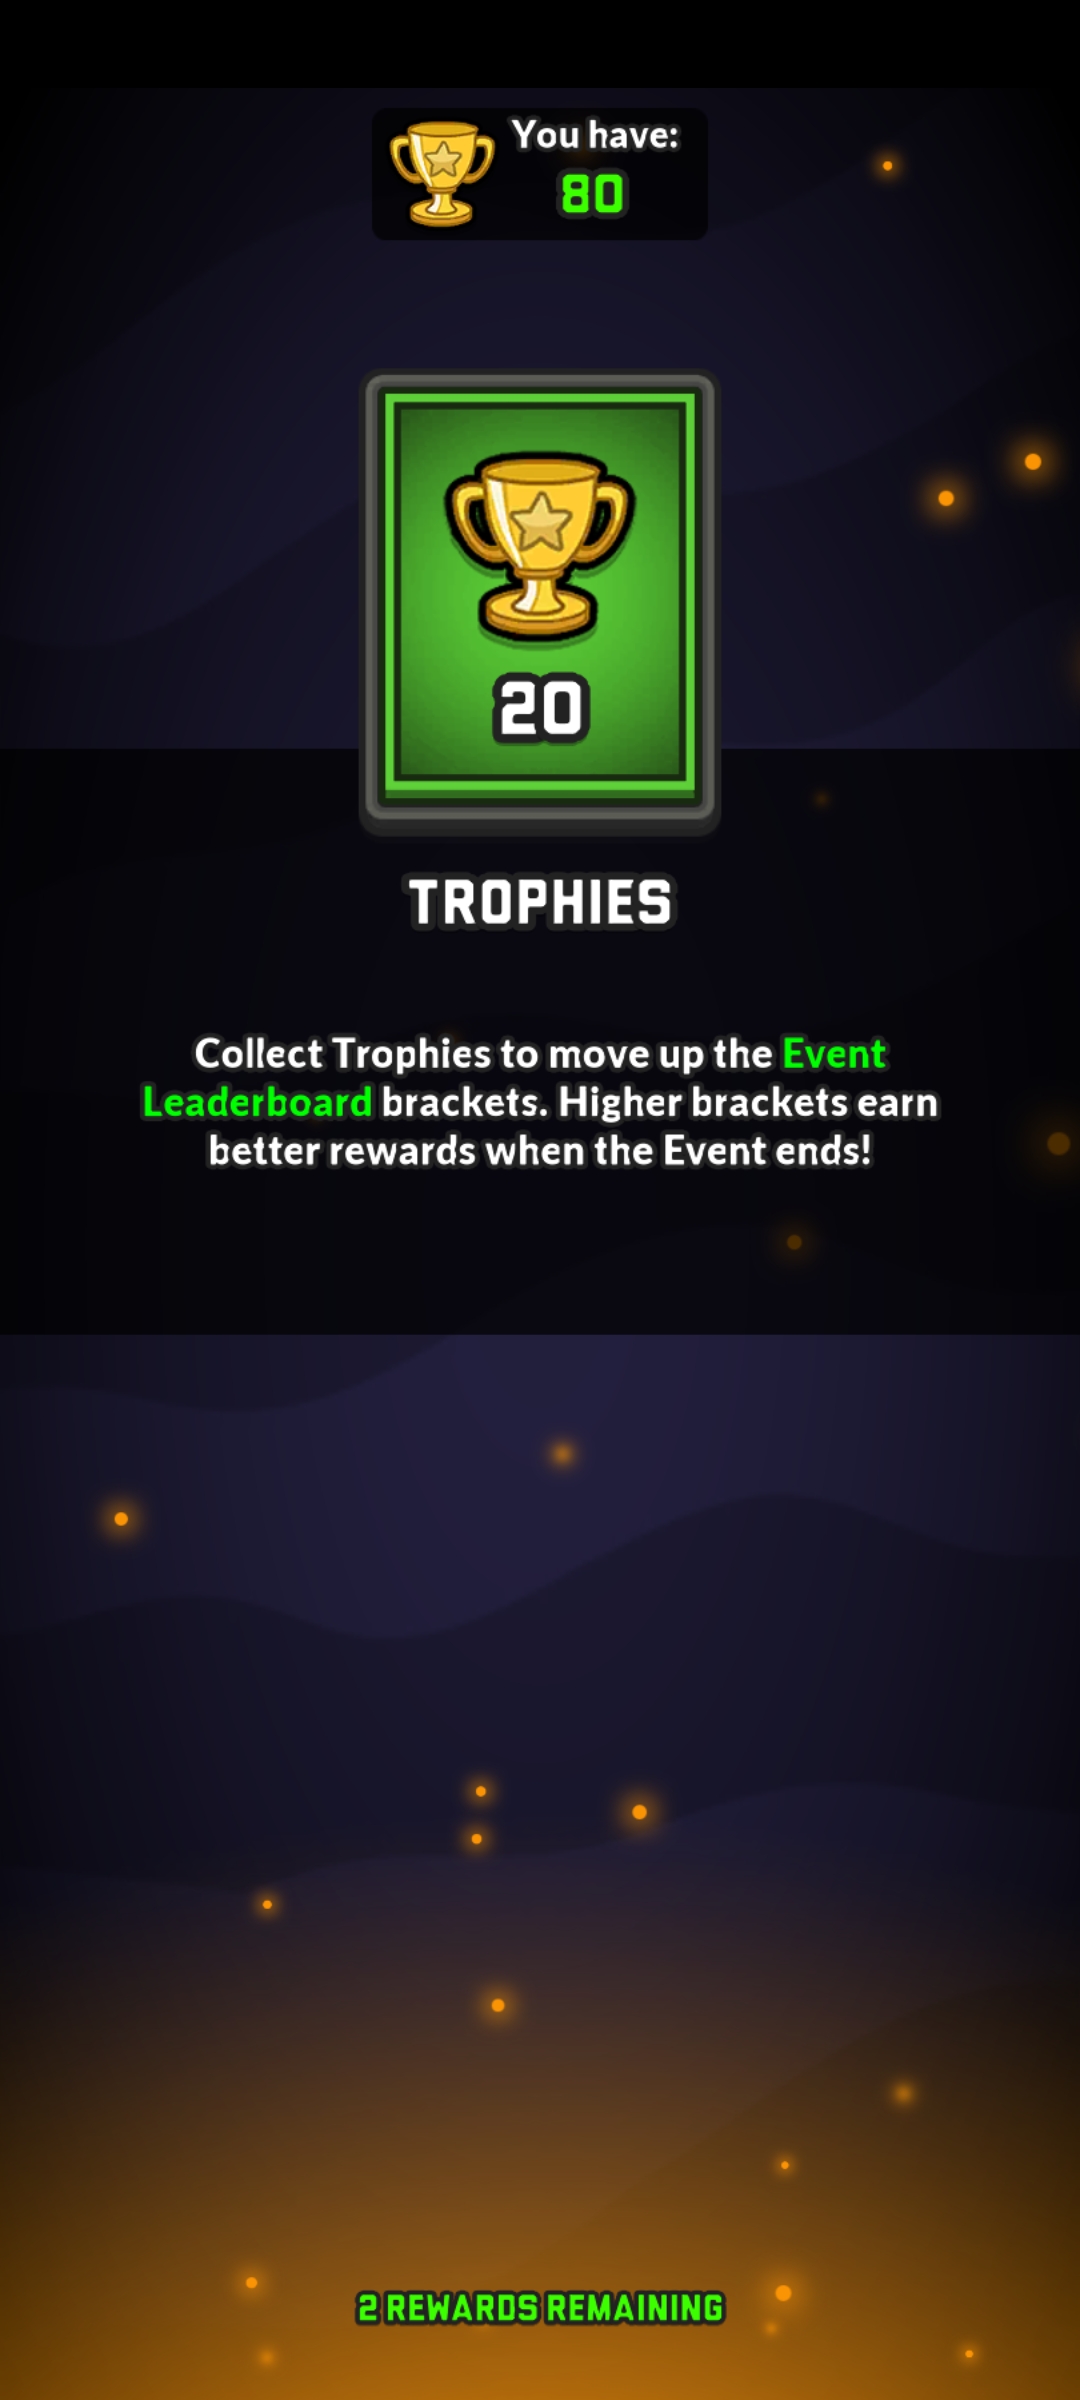 You have:
80
20
TROPHIES
Collect Trophies to move up the Event
Leaderboard brackets. Higher brackets earn
better rewards when the Event ends!
2 REWARDS REMAINING